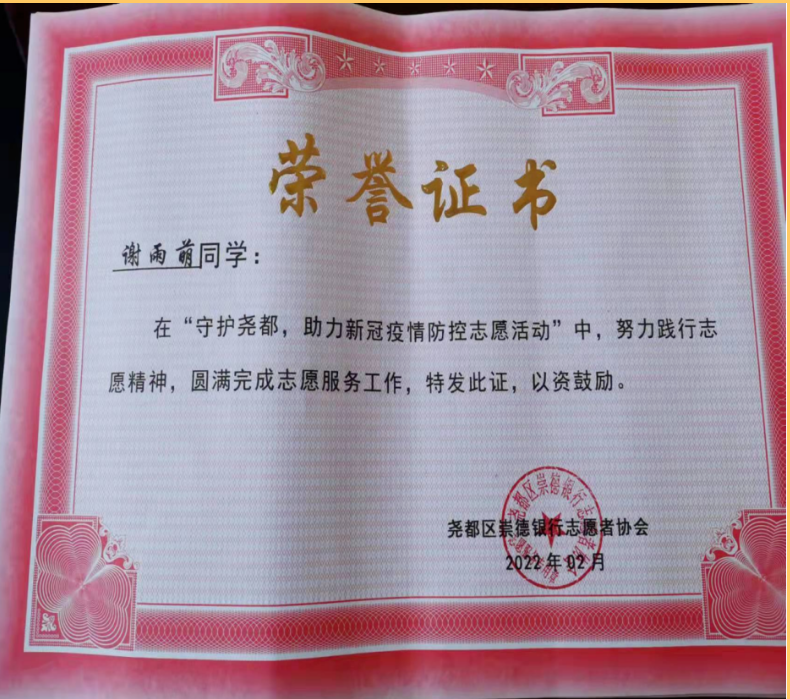 荣誉证书
谢雨萌同学：
在“守护尧都，助力新冠疫情防控志愿活动”中，努力践行志
愿精神，圆满完成志愿服务工作，特发此证，以资鼓励。
尧都区崇德银行志愿者协会
2022年02月